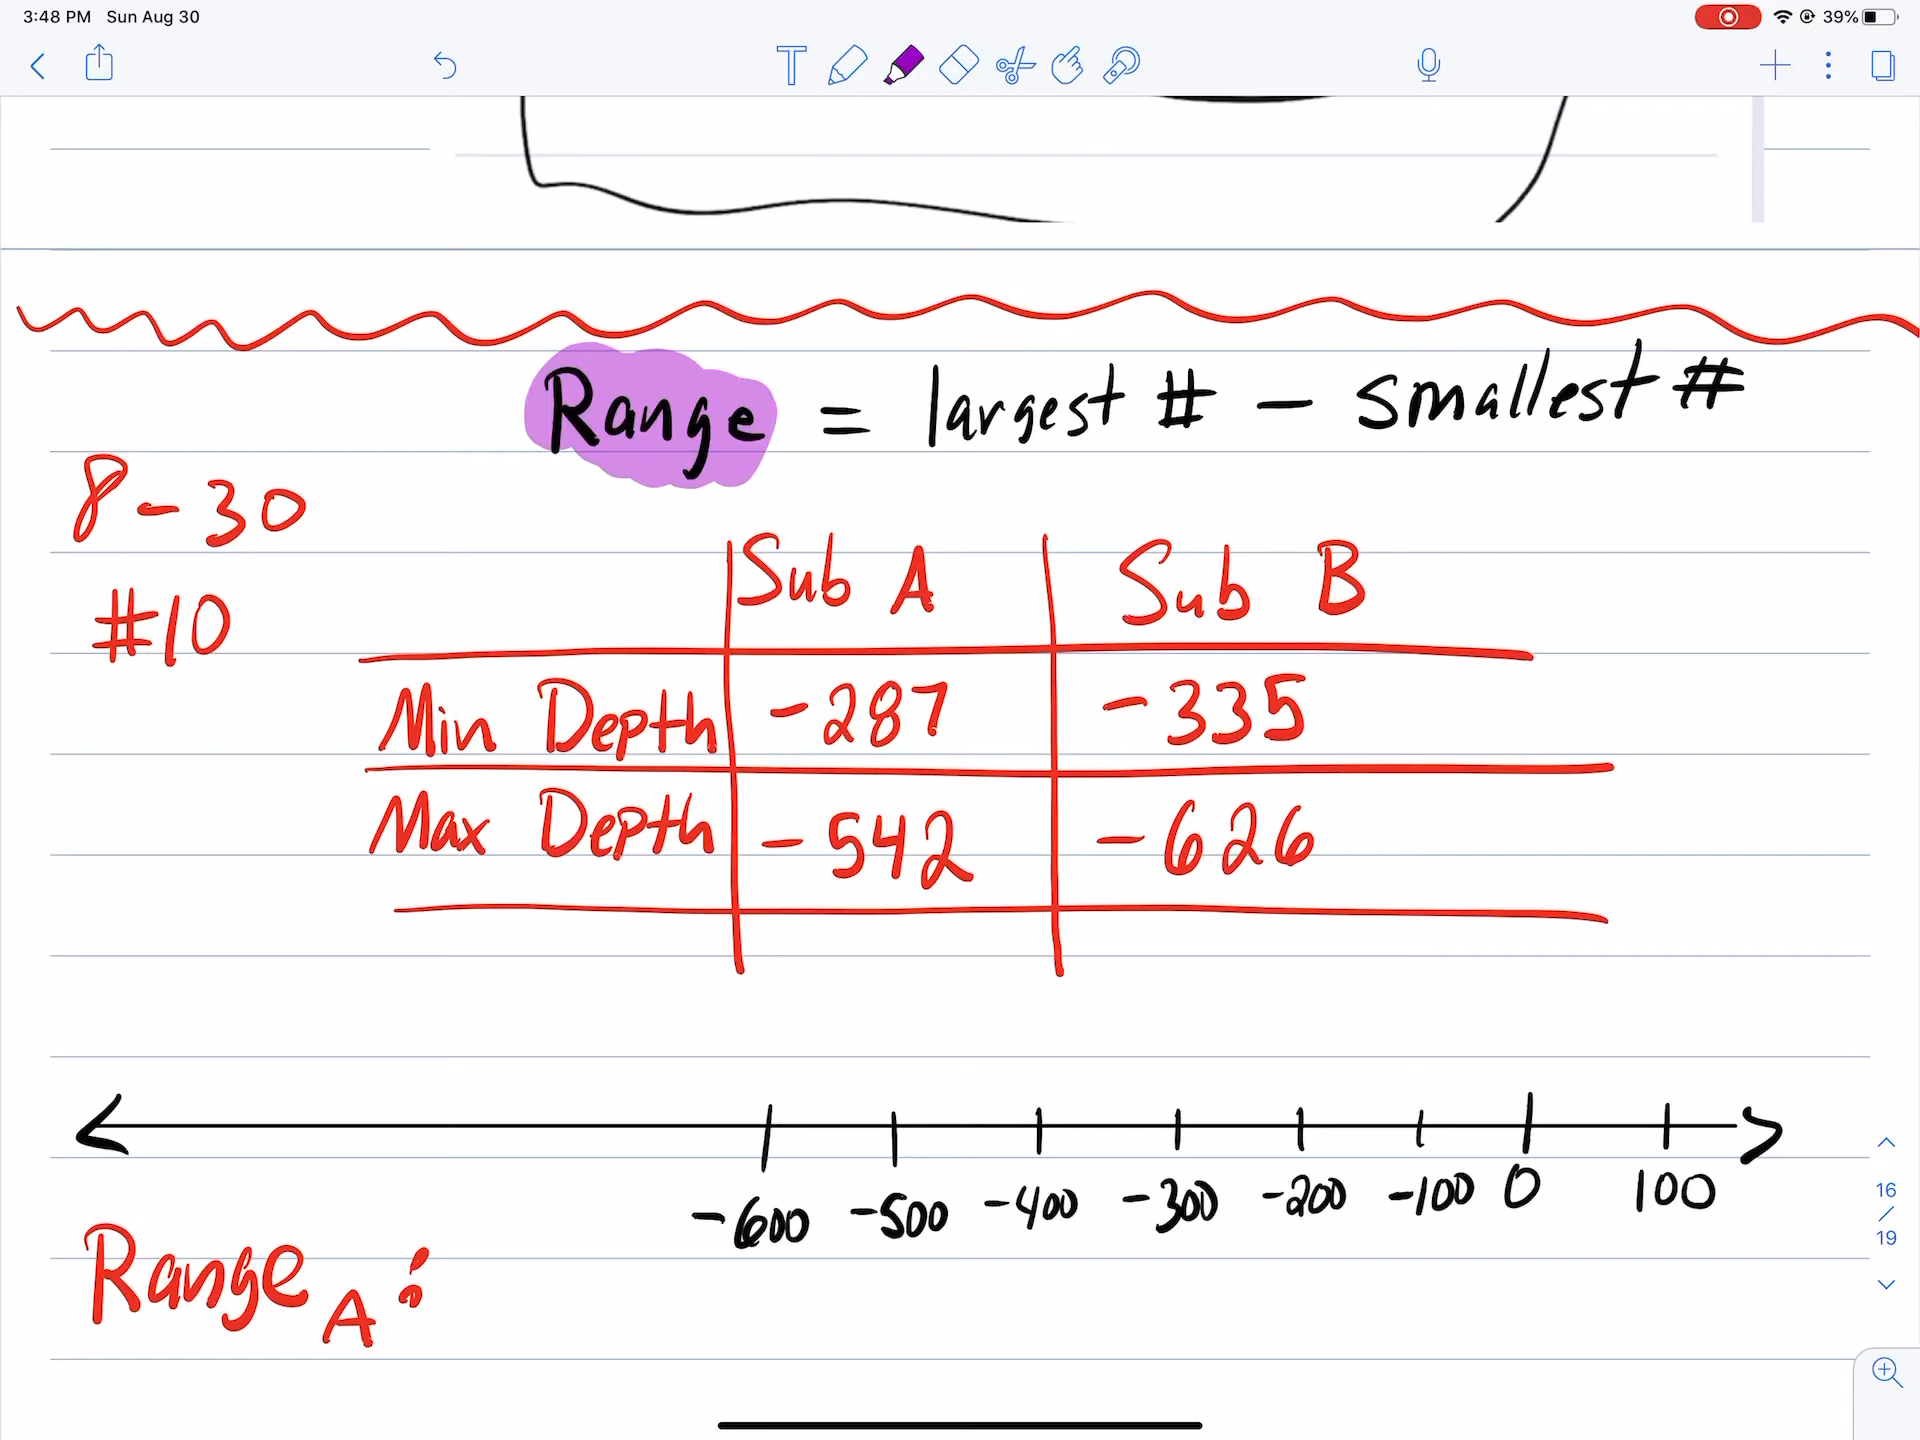 3:48 PM Sun Aug 30 39%
T
Range = largest # - smallest #
8-30
#10
Sub A Sub B
Min Depth -287 -335
Max Depth -542 -626
-600 -500 -400 -300 -200 -100 0 100
16
/
19
Range A: